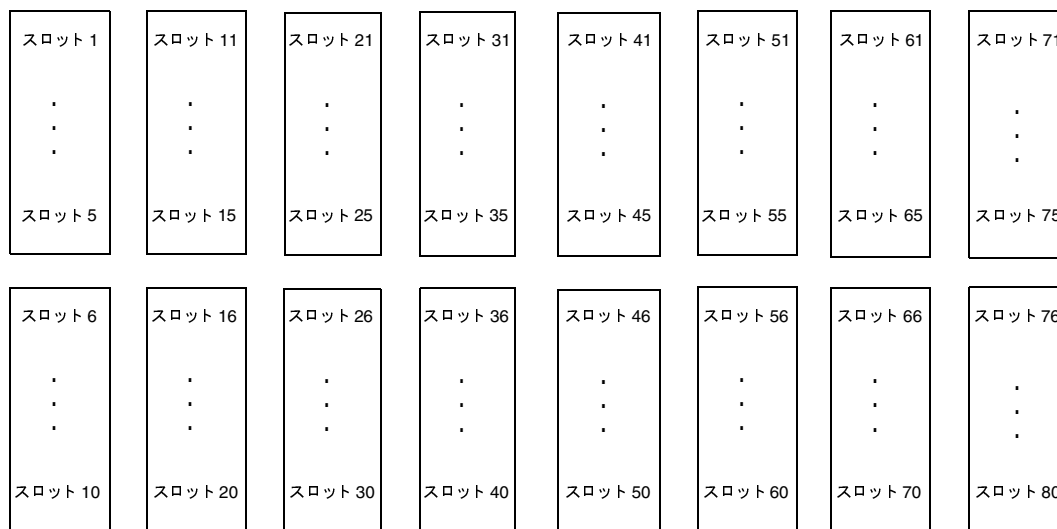 スロット 1
スロット 5
スロット 11
スロット 15
スロット 21
スロット 25
スロット 31
スロット 35
スロット 41
スロット 45
スロット 51
スロット 55
スロット 61
スロット 65
スロット 71
スロット 75
スロット 6
スロット 10
スロット 16
スロット 20
スロット 26
スロット 30
スロット 36
スロット 40
スロット 46
スロット 50
スロット 56
スロット 60
スロット 66
スロット 70
スロット 76
スロット 80